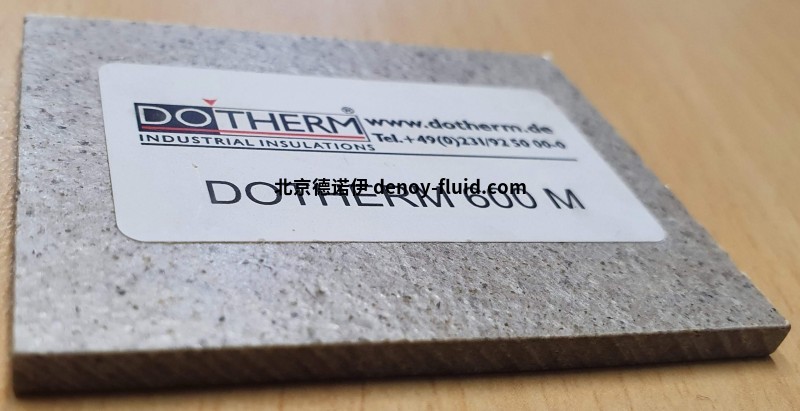 DOTHERM®
INDUSTRIAL INSULATIONS
www.dotherm.de
Tel.+49(0)231/92 50 00-0
DOTHERM 600 M
北京德诺伊 denoy-fluid.com